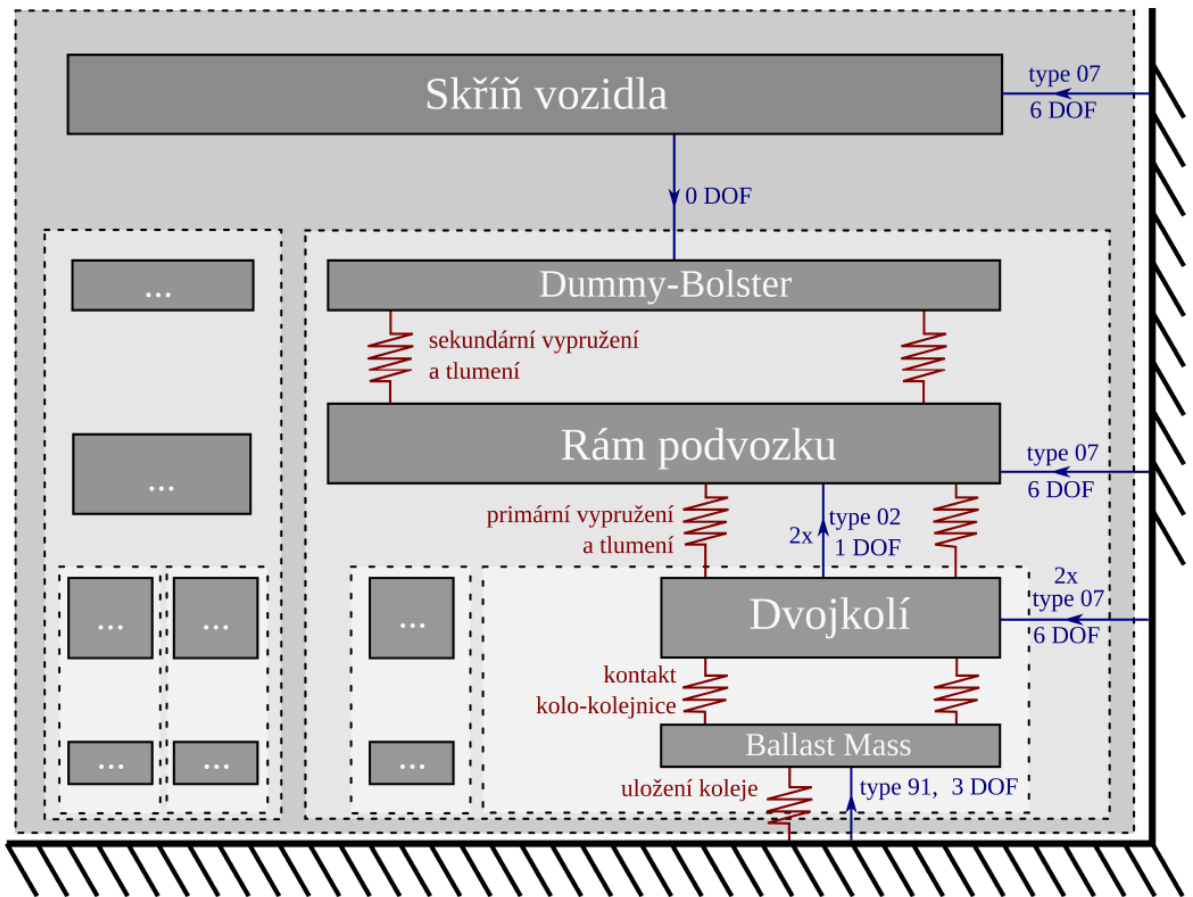 Skříň vozidla
type 07
6 DOF
0 DOF
...
Dummy-Bolster
sekundární vypružení
a tlumení
...
Rám podvozku
type 07
6 DOF
primární vypružení
a tlumení
2x
type 02
1 DOF
...
...
...
Dvojkolí
2x
type 07
6 DOF
kontakt
kolo-kolejnice
...
...
...
Ballast Mass
uložení koleje
type 91, 3 DOF